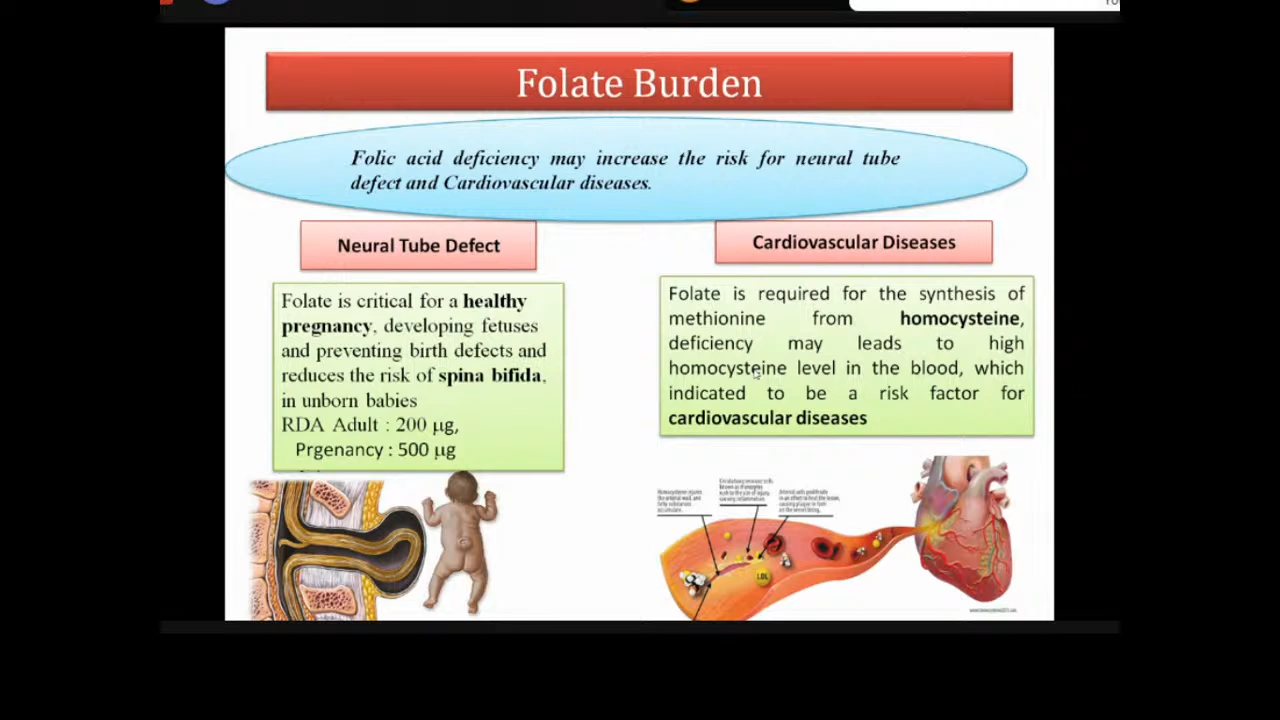 Folate Burden
Folic acid deficiency may increase the risk for neural tube
defect and Cardiovascular diseases.
Neural Tube Defect
Cardiovascular Diseases
Folate is critical for a healthy
pregnancy, developing fetuses
and preventing birth defects and
reduces the risk of spina bifida,
in unborn babies
RDA Adult : 200 µg,
Prgenancy : 500 µg
Folate is required for the synthesis of
methionine from homocysteine,
deficiency may leads to high
homocysteine level in the blood, which
indicated to be a risk factor for
cardiovascular diseases
LDL